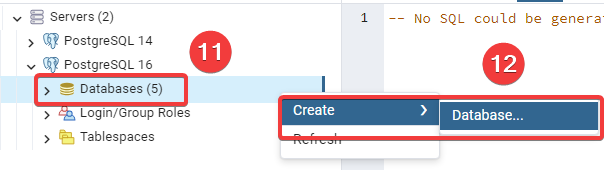 Servers (2)
PostgreSQL 14
PostgreSQL 16
Databases (5)
Login/Group Roles
Tablespaces
11
1
-- No SQL could be genera
12
Create
Database...
Refresh